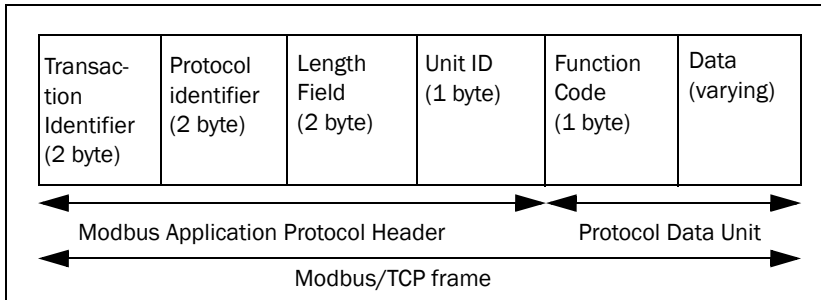 Transac-
tion
Identifier
(2 byte)
Protocol
identifier
(2 byte)
Length
Field
(2 byte)
Unit ID
(1 byte)
Function
Code
(1 byte)
Data
(varying)
Modbus Application Protocol Header
Protocol Data Unit
Modbus/TCP frame